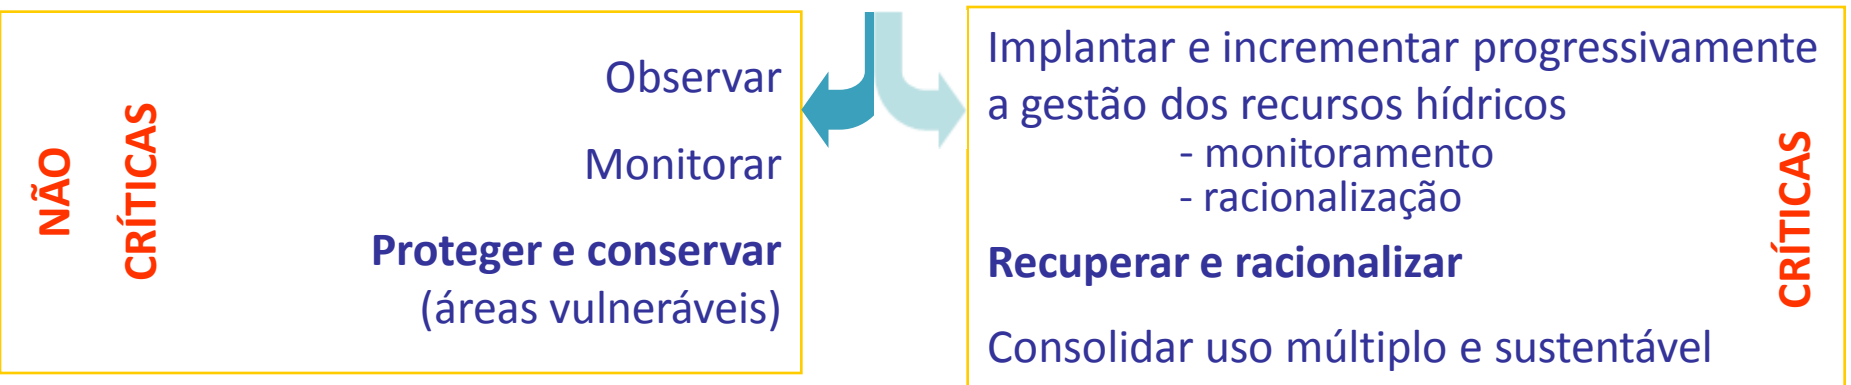 NÃO
CRÍTICAS
Observar
Monitorar
Proteger e conservar
(áreas vulneráveis)
Implantar e incrementar progressivamente
a gestão dos recursos hídricos
- monitoramento
- racionalização
Recuperar e racionalizar
Consolidar uso múltiplo e sustentável
CRÍTICAS